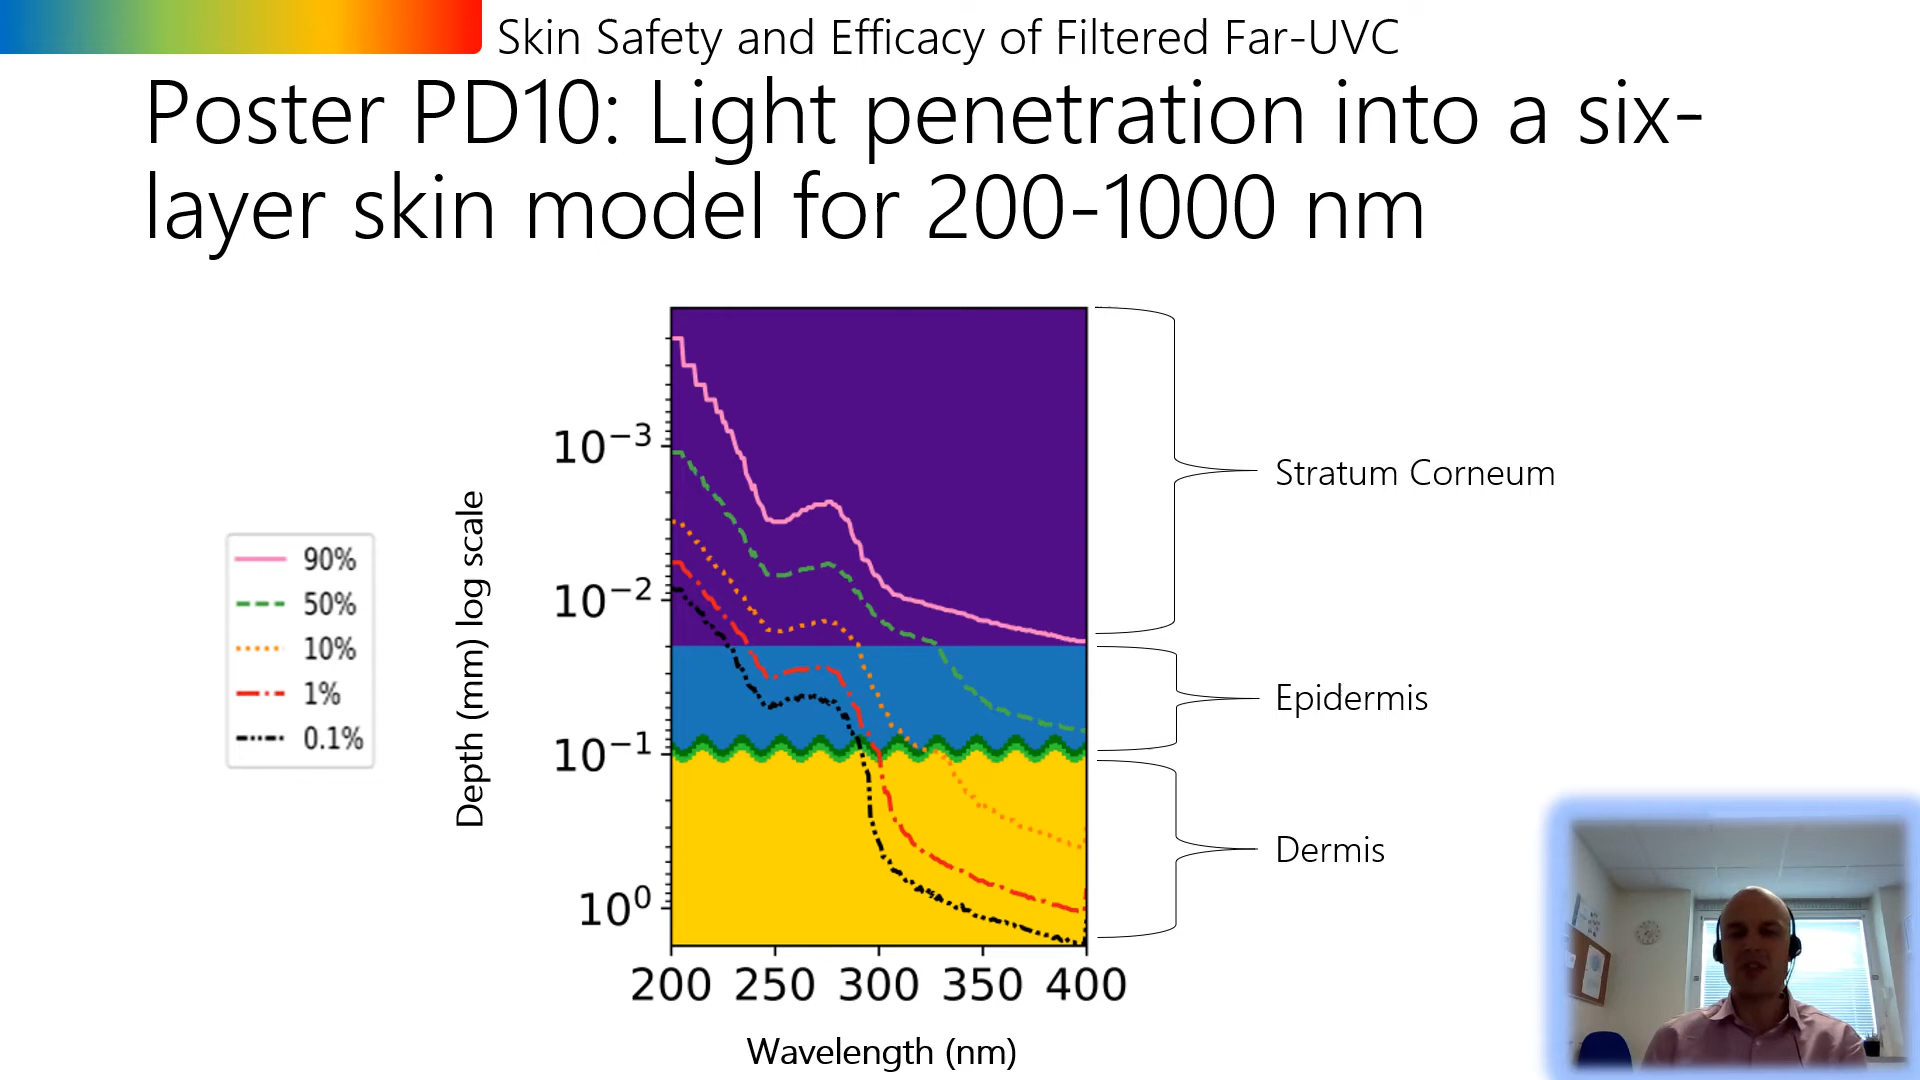 Skin Safety and Efficacy of Filtered Far-UVC
Poster PD10: Light penetration into a six-
layer skin model for 200-1000 nm
90%
50%
10%
1%
0.1%
Depth (mm) log scale
10⁻³
10⁻²
10⁻¹
10⁰
200 250 300 350 400
Wavelength (nm)
Stratum Corneum
Epidermis
Dermis